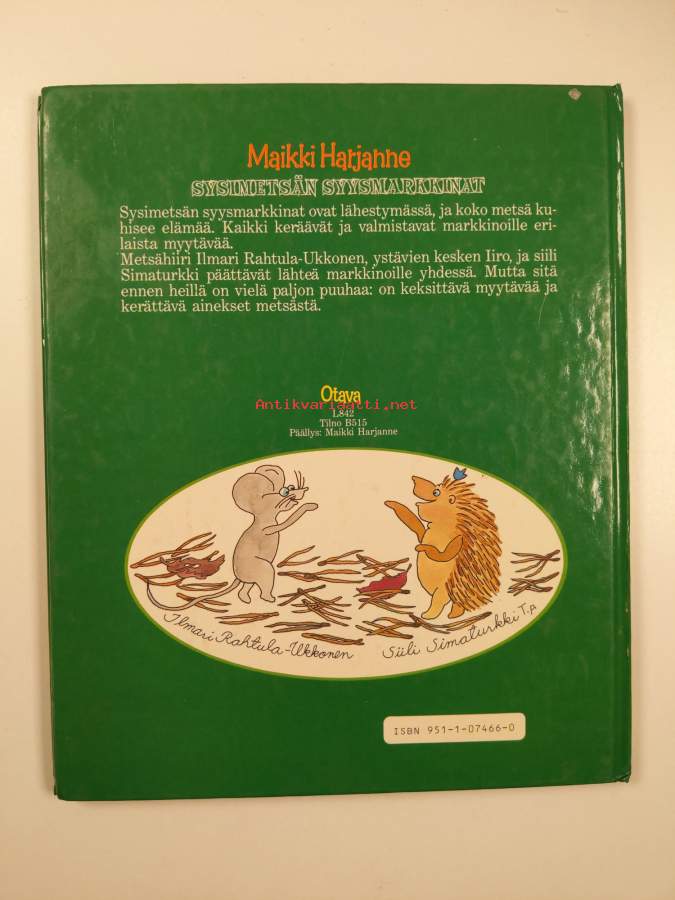 Maikki Harjanne
SYSIMETSÄN SYYSMARKKINAT
Sysimetsän syysmarkkinat ovat lähestymässä, ja koko metsä ku-
hisee elämää. Kaikki keräävät ja valmistavat markkinoille eri-
laista myytävää.
Metsähiiri Ilmari Rahtula-Ukkonen, ystävien kesken Iiro, ja siili
Simaturkki päättävät lähteä markkinoille yhdessä. Mutta sitä
ennen heillä on vielä paljon puuhaa: on keksittävä myytävää ja
kerättävä ainekset metsästä.
Otava
Antikvariaatti.net
L842
Tilno B515
Päällys: Maikki Harjanne
Ilmari Rahtula-Ukkonen
Siili Simaturkki T.p
ISBN 951-1-07466-0